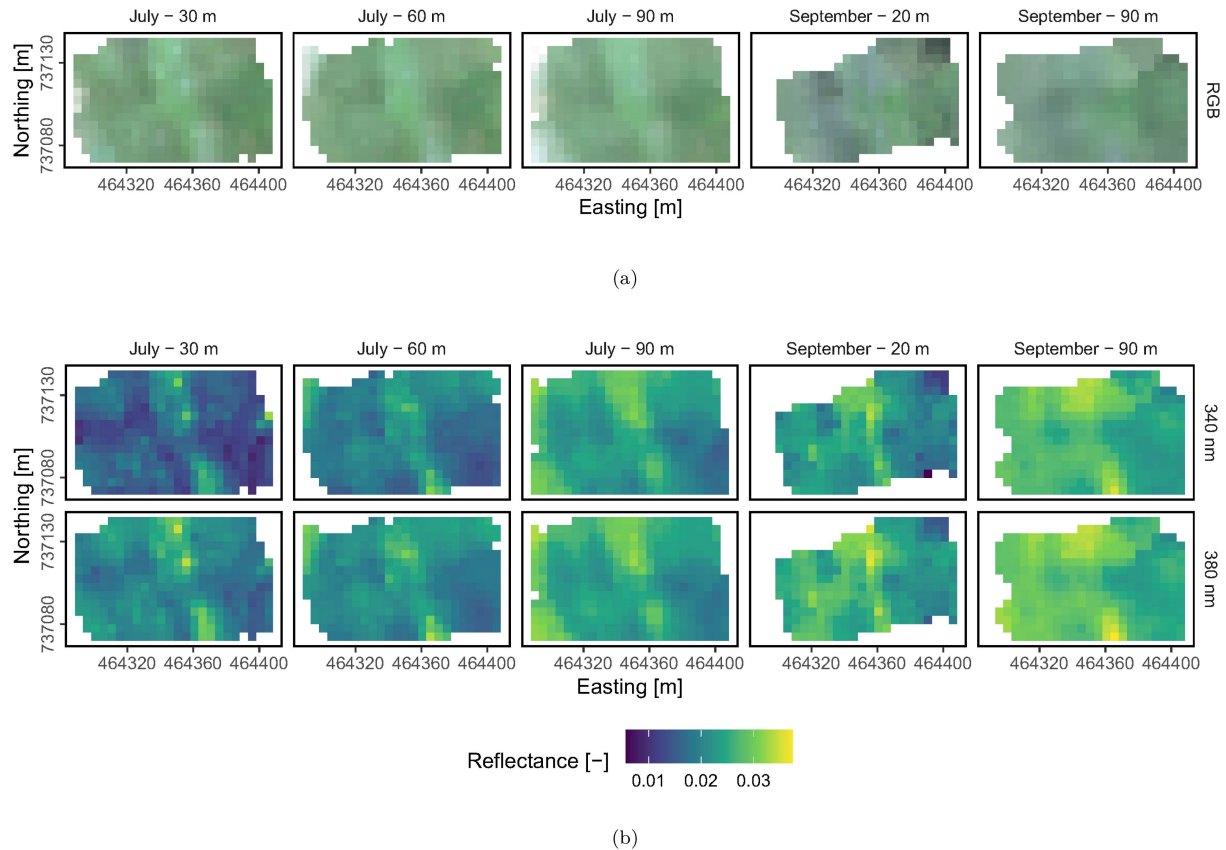 July − 30 m
July − 60 m
July − 90 m
September − 20 m
September − 90 m
Northing [m]
737130
737080
RGB
464320 464360 464400
464320 464360 464400
464320 464360 464400
464320 464360 464400
464320 464360 464400
Easting [m]
(a)
July − 30 m
July − 60 m
July − 90 m
September − 20 m
September − 90 m
Northing [m]
737130
737080
340 nm
737130
737080
380 nm
464320 464360 464400
464320 464360 464400
464320 464360 464400
464320 464360 464400
464320 464360 464400
Easting [m]
Reflectance [−]
0.01 0.02 0.03
(b)